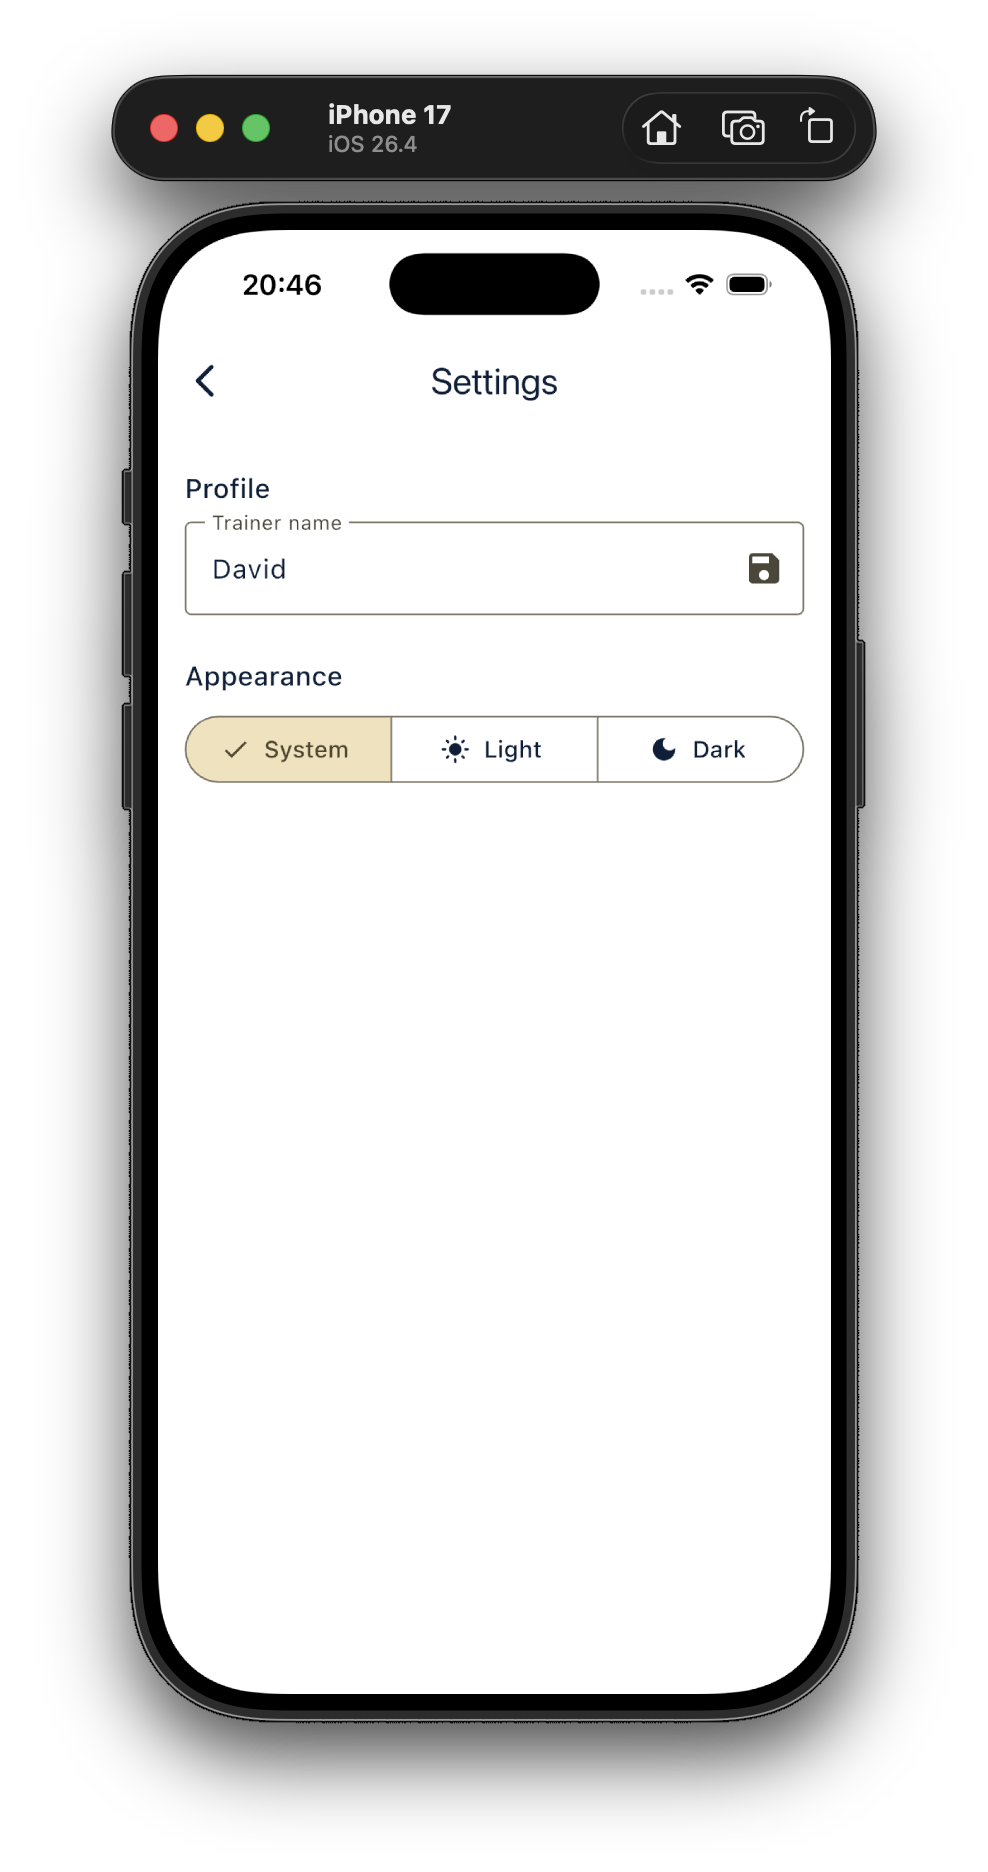 iPhone 17
iOS 26.4
20:46
Settings
Profile
Trainer name
David
Appearance
System
Light
Dark